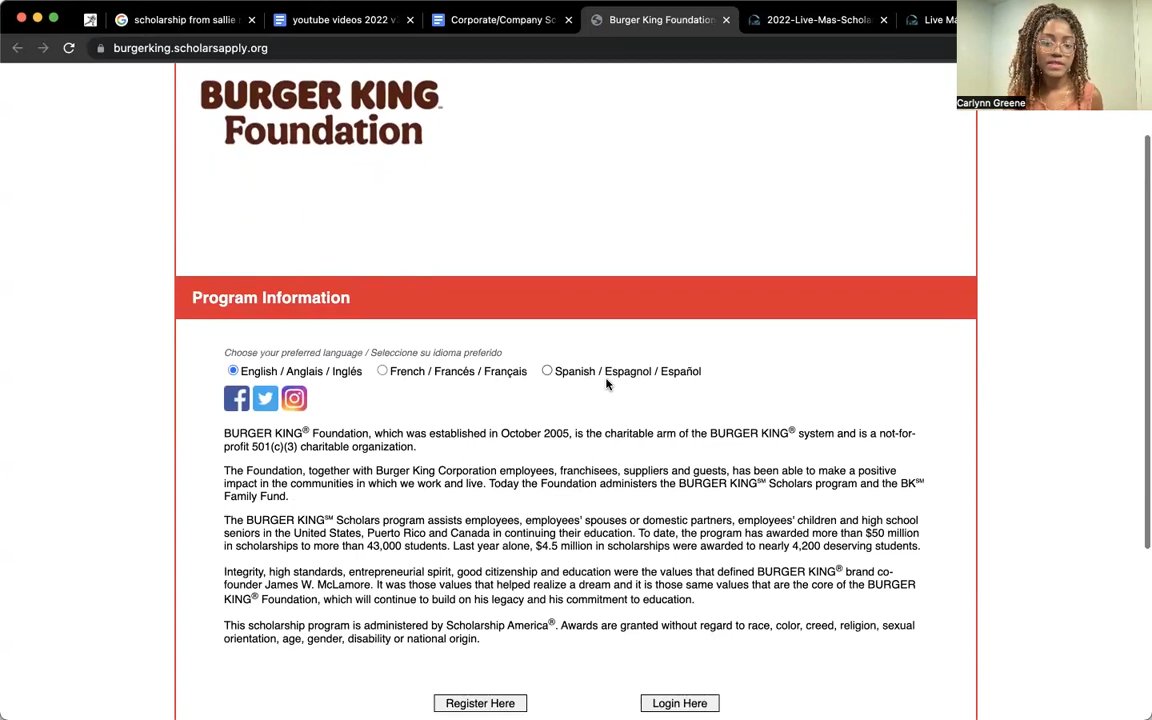 scholarship from sallie
youtube videos 2022 v
Corporate/Company Sc
Burger King Foundation
2022-Live-Mas-Schola
Live Ma
burgerking.scholarsapply.org
Carlynn Greene
BURGER KING™
Foundation
Program Information
Choose your preferred language / Seleccione su idioma preferido
English / Anglais / Inglés
French / Francés / Français
Spanish / Espagnol / Español
BURGER KING® Foundation, which was established in October 2005, is the charitable arm of the BURGER KING® system and is a not-for-
profit 501(c)(3) charitable organization.
The Foundation, together with Burger King Corporation employees, franchisees, suppliers and guests, has been able to make a positive
impact in the communities in which we work and live. Today the Foundation administers the BURGER KING℠ Scholars program and the BK℠
Family Fund.
The BURGER KING℠ Scholars program assists employees, employees' spouses or domestic partners, employees' children and high school
seniors in the United States, Puerto Rico and Canada in continuing their education. To date, the program has awarded more than $50 million
in scholarships to more than 43,000 students. Last year alone, $4.5 million in scholarships were awarded to nearly 4,200 deserving students.
Integrity, high standards, entrepreneurial spirit, good citizenship and education were the values that defined BURGER KING® brand co-
founder James W. McLamore. It was those values that helped realize a dream and it is those same values that are the core of the BURGER
KING® Foundation, which will continue to build on his legacy and his commitment to education.
This scholarship program is administered by Scholarship America®. Awards are granted without regard to race, color, creed, religion, sexual
orientation, age, gender, disability or national origin.
Register Here
Login Here